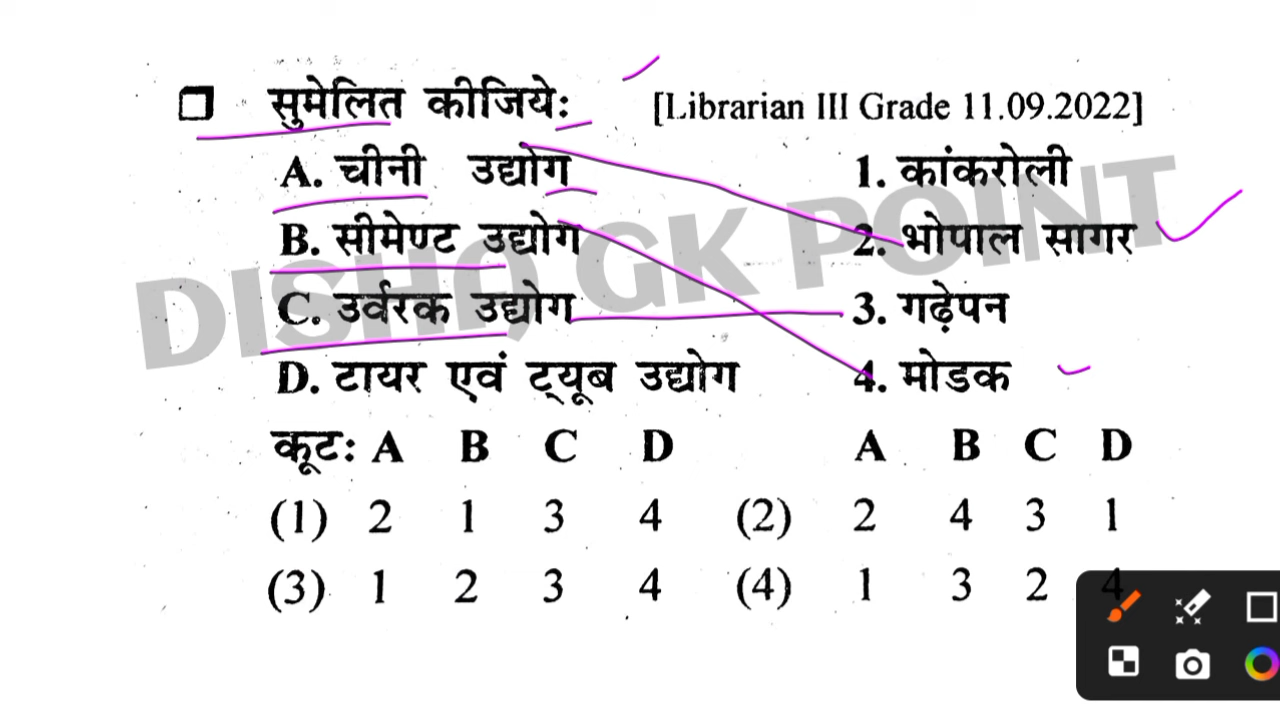 सुमेलित कीजिये: [Librarian III Grade 11.09.2022]
A. चीनी उद्योग 1. कांकरोली
B. सीमेण्ट उद्योग 2. भोपाल सागर
C. उर्वरक उद्योग 3. गढ़ेपन
D. टायर एवं ट्यूब उद्योग 4. मोडक
DISHA GK POINT
कूट: A B C D A B C D
(1) 2 1 3 4 (2) 2 4 3 1
(3) 1 2 3 4 (4) 1 3 2 4